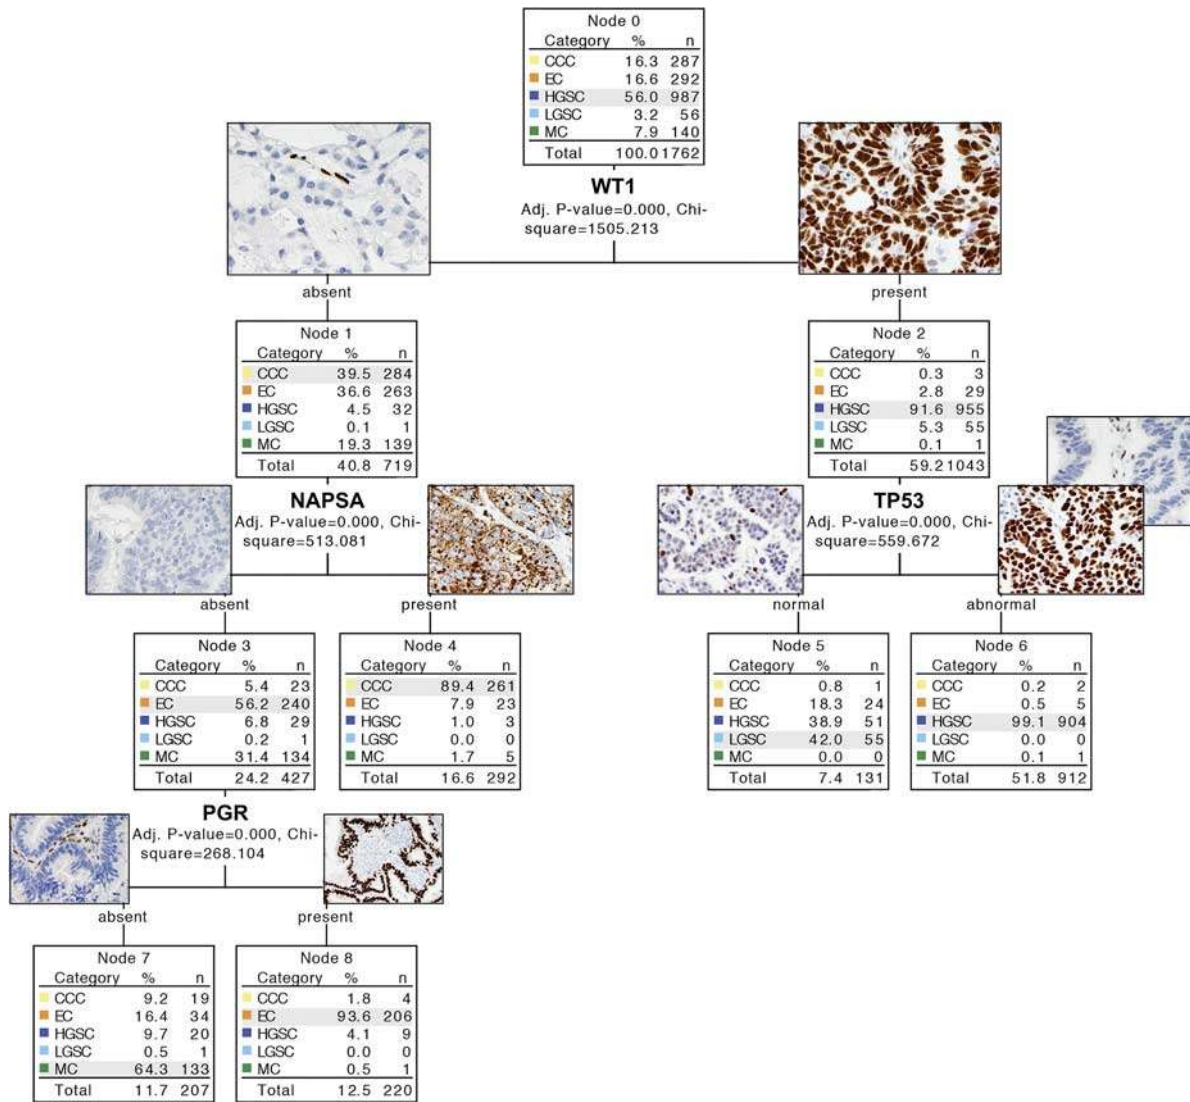 Node 0
Category % n
CCC 16.3 287
EC 16.6 292
HGSC 56.0 987
LGSC 3.2 56
MC 7.9 140
Total 100.0 1762
WT1
Adj. P-value=0.000, Chi-
square=1505.213
absent
present
Node 1
Category % n
CCC 39.5 284
EC 36.6 263
HGSC 4.5 32
LGSC 0.1 1
MC 19.3 139
Total 40.8 719
Node 2
Category % n
CCC 0.3 3
EC 2.8 29
HGSC 91.6 955
LGSC 5.3 55
MC 0.1 1
Total 59.2 1043
NAPSA
Adj. P-value=0.000, Chi-
square=513.081
absent
present
TP53
Adj. P-value=0.000, Chi-
square=559.672
normal
abnormal
Node 3
Category % n
CCC 5.4 23
EC 56.2 240
HGSC 6.8 29
LGSC 0.2 1
MC 31.4 134
Total 24.2 427
Node 4
Category % n
CCC 89.4 261
EC 7.9 23
HGSC 1.0 3
LGSC 0.0 0
MC 1.7 5
Total 16.6 292
Node 5
Category % n
CCC 0.8 1
EC 18.3 24
HGSC 38.9 51
LGSC 42.0 55
MC 0.0 0
Total 7.4 131
Node 6
Category % n
CCC 0.2 2
EC 0.5 5
HGSC 99.1 904
LGSC 0.0 0
MC 0.1 1
Total 51.8 912
PGR
Adj. P-value=0.000, Chi-
square=268.104
absent
present
Node 7
Category % n
CCC 9.2 19
EC 16.4 34
HGSC 9.7 20
LGSC 0.5 1
MC 64.3 133
Total 11.7 207
Node 8
Category % n
CCC 1.8 4
EC 93.6 206
HGSC 4.1 9
LGSC 0.0 0
MC 0.5 1
Total 12.5 220